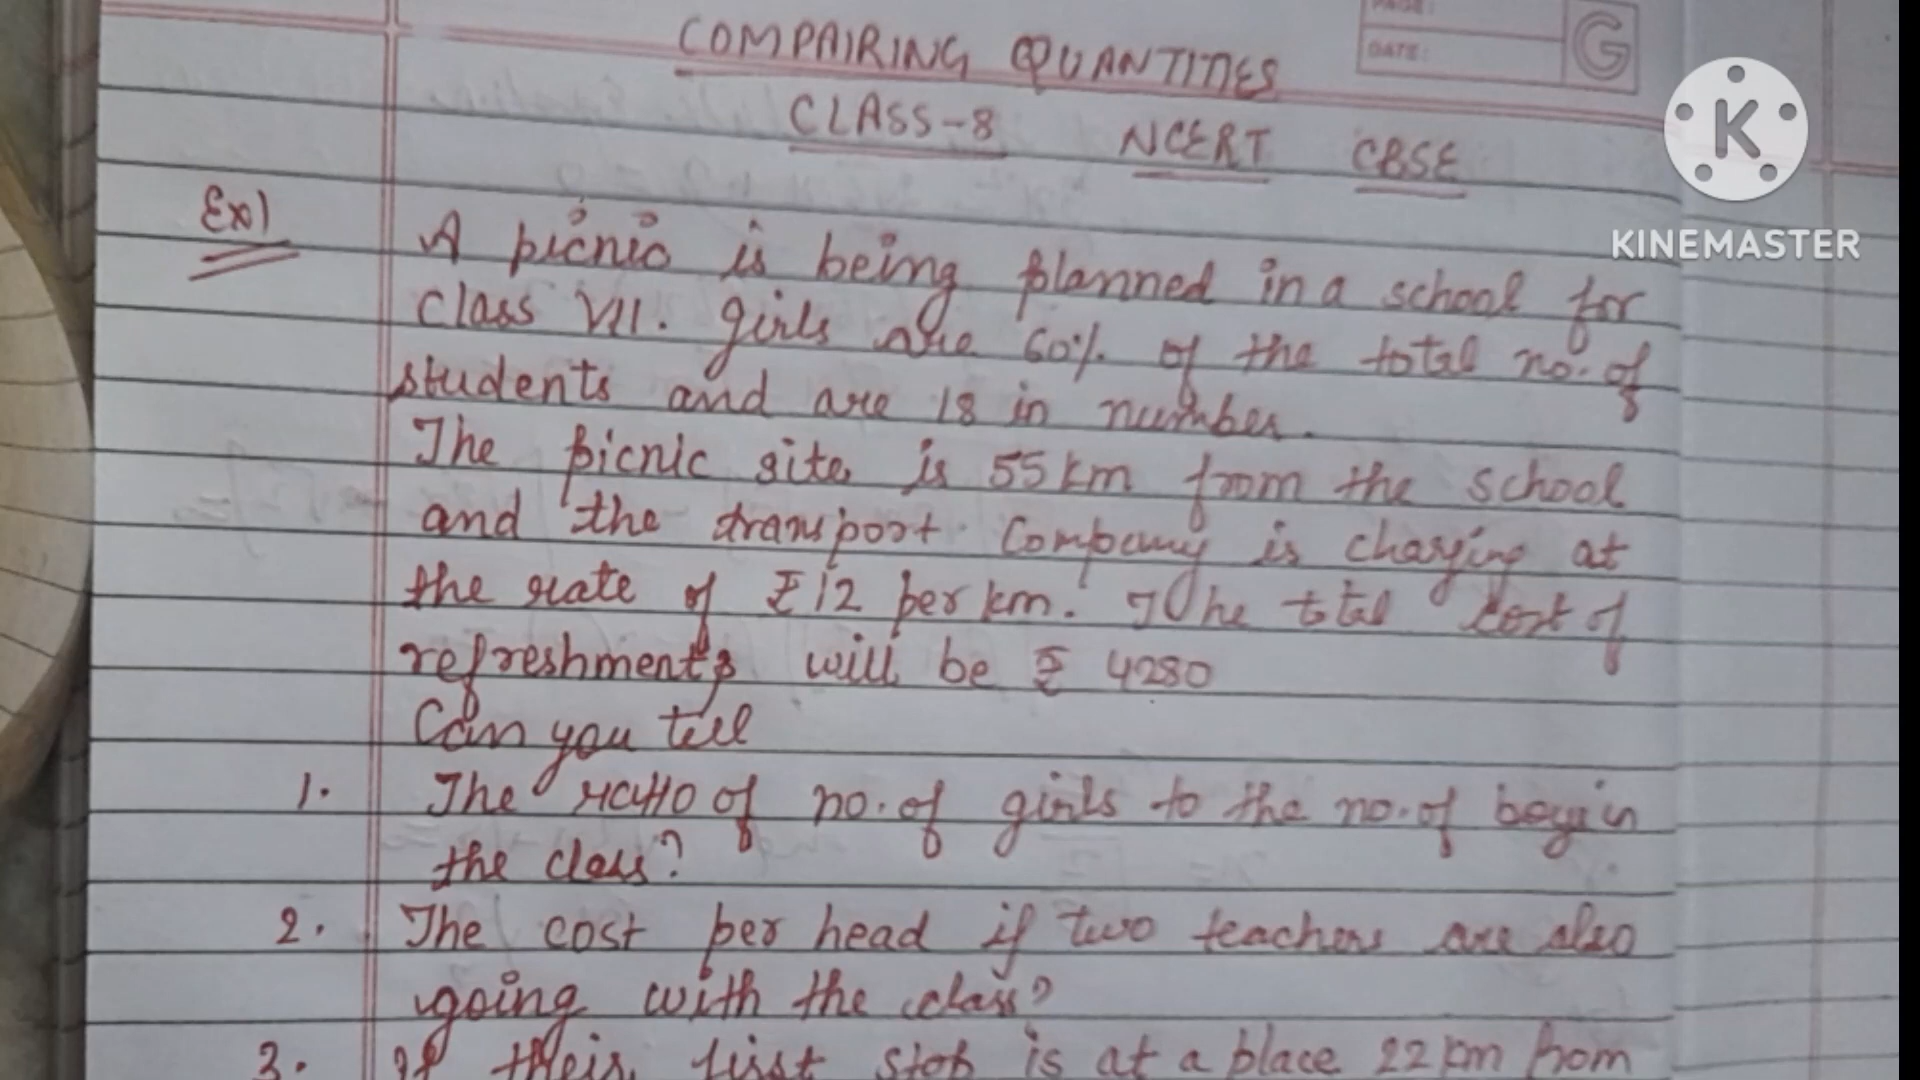 PAGE:
DATE:
G
COMPAIRING QUANTITIES
CLASS-8 NCERT CBSE
K
KINEMASTER
Ex1
A picnic is being planned in a school for
Class VII. girls are 60% of the total no. of
students and are 18 in number.
The picnic site is 55 km from the school
and the transport Company is charging at
the rate of ₹ 12 per km. The total cost of
refreshments will be ₹ 4280
Can you tell
1. The ratio of no. of girls to the no. of boys in
the class?
2. The cost per head if two teachers are also
going with the class?
3. If their first stop is at a place 22 km from